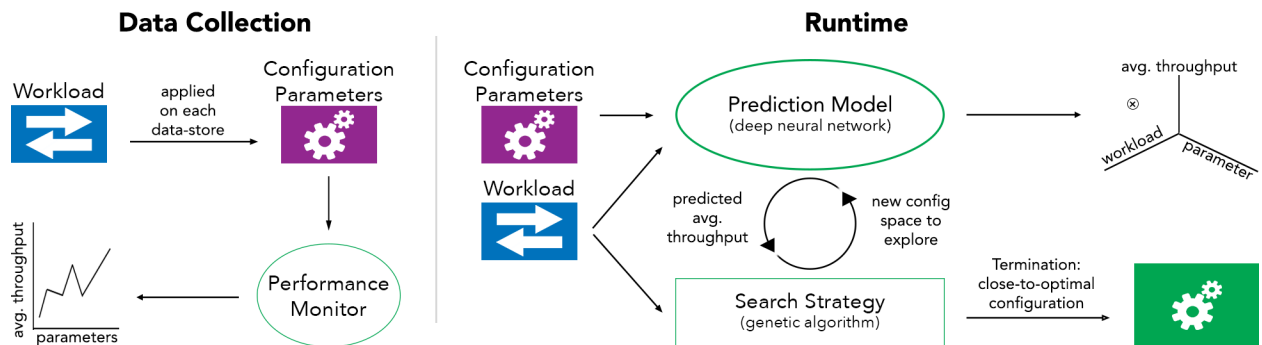 Data Collection
Workload
applied
on each
data-store
Configuration
Parameters
Performance
Monitor
avg. throughput
parameters
Runtime
Configuration
Parameters
Workload
Prediction Model
(deep neural network)
predicted
avg.
throughput
new config
space to
explore
Search Strategy
(genetic algorithm)
avg. throughput
workload
parameter
Termination:
close-to-optimal
configuration